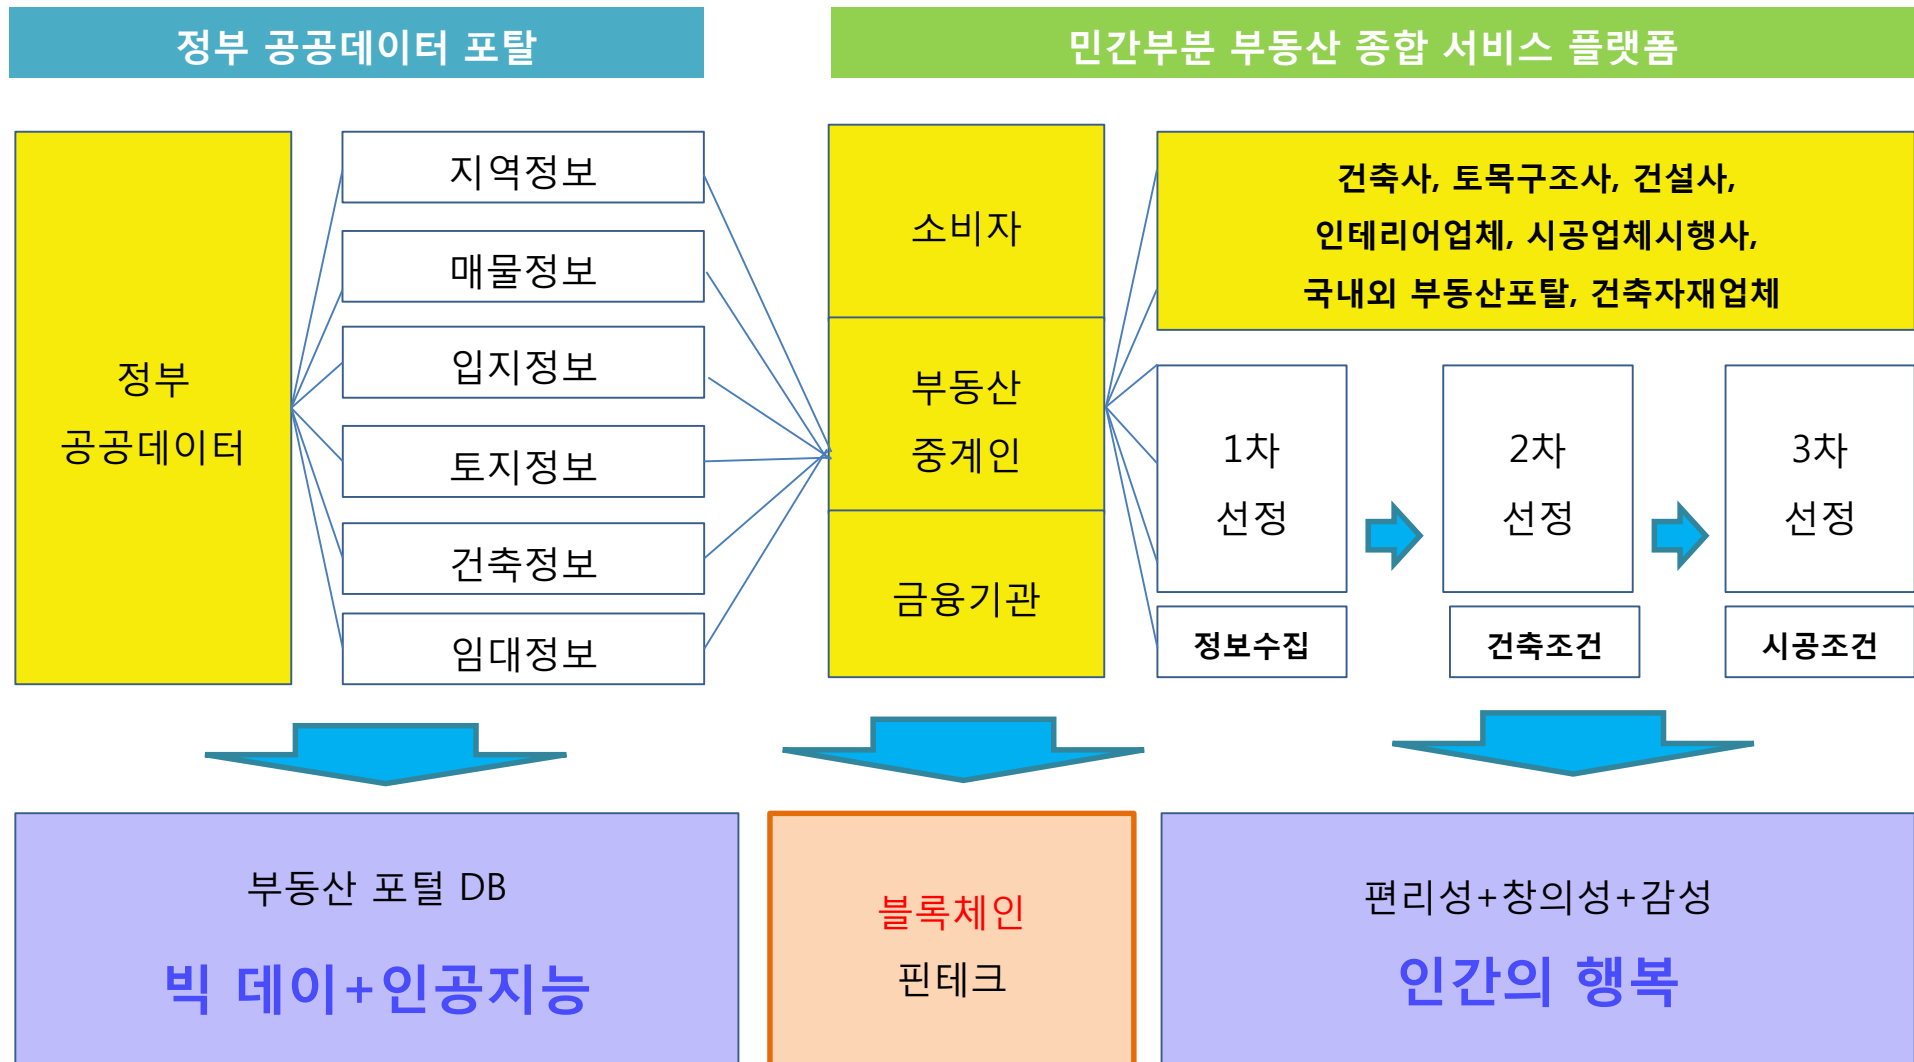 정부 공공데이터 포탈
민간부분 부동산 종합 서비스 플랫폼
정부
공공데이터
지역정보
매물정보
입지정보
토지정보
건축정보
임대정보
소비자
부동산
중계인
금융기관
건축사, 토목구조사, 건설사,
인테리어업체, 시공업체시행사,
국내외 부동산포탈, 건축자재업체
1차
선정
2차
선정
3차
선정
정보수집
건축조건
시공조건
부동산 포털 DB
빅 데이+인공지능
블록체인
핀테크
편리성+창의성+감성
인간의 행복